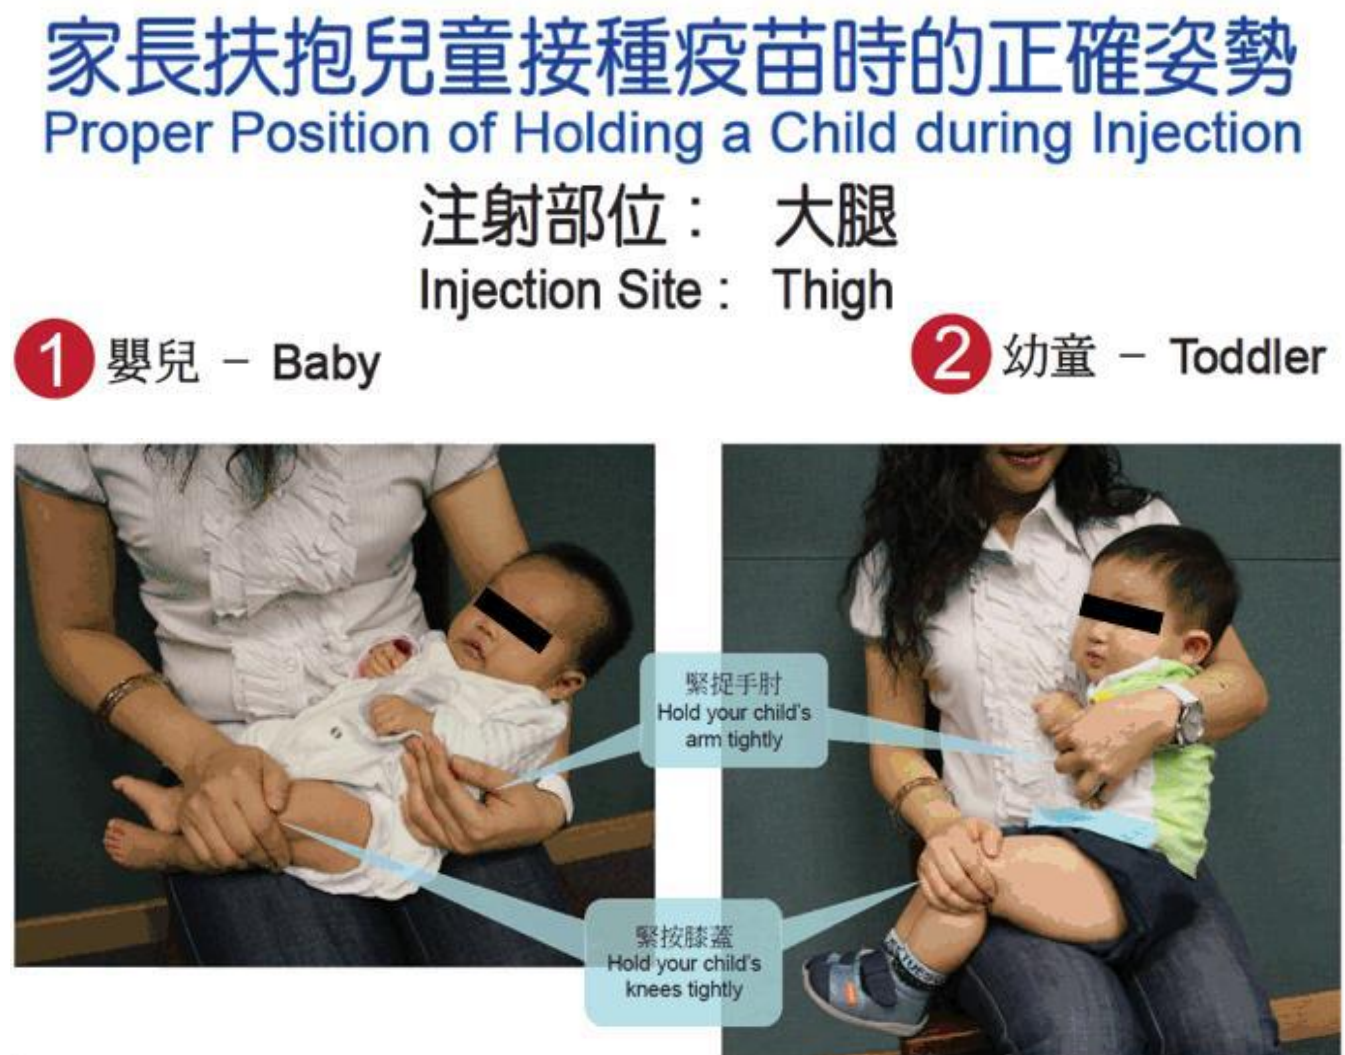 家長扶抱兒童接種疫苗時的正確姿勢
Proper Position of Holding a Child during Injection
注射部位： 大腿
Injection Site : Thigh
1 嬰兒 – Baby
2 幼童 – Toddler
緊捉手肘
Hold your child's
arm tightly
緊按膝蓋
Hold your child's
knees tightly